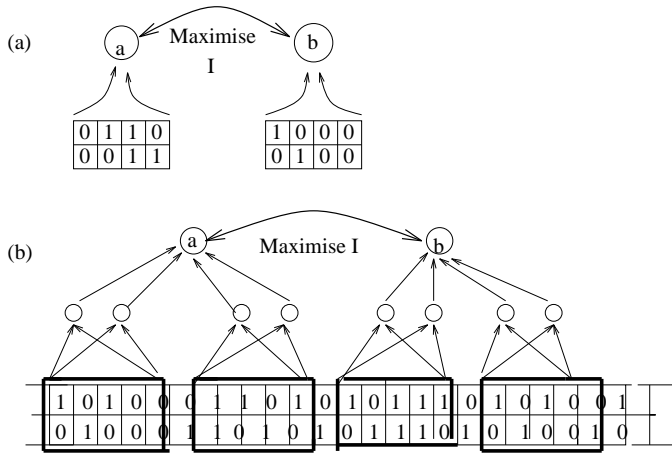 (a)
a Maximise b
I
0 1 1 0 1 0 0 0
0 0 1 1 0 1 0 0
a b
(b) Maximise I
1 0 1 0 0 0 1 1 0 1 0 1 0 1 1 1 0 1 0 1 0 0 1
0 1 0 0 0 1 1 0 1 0 1 0 1 1 1 0 1 0 1 0 0 1 0